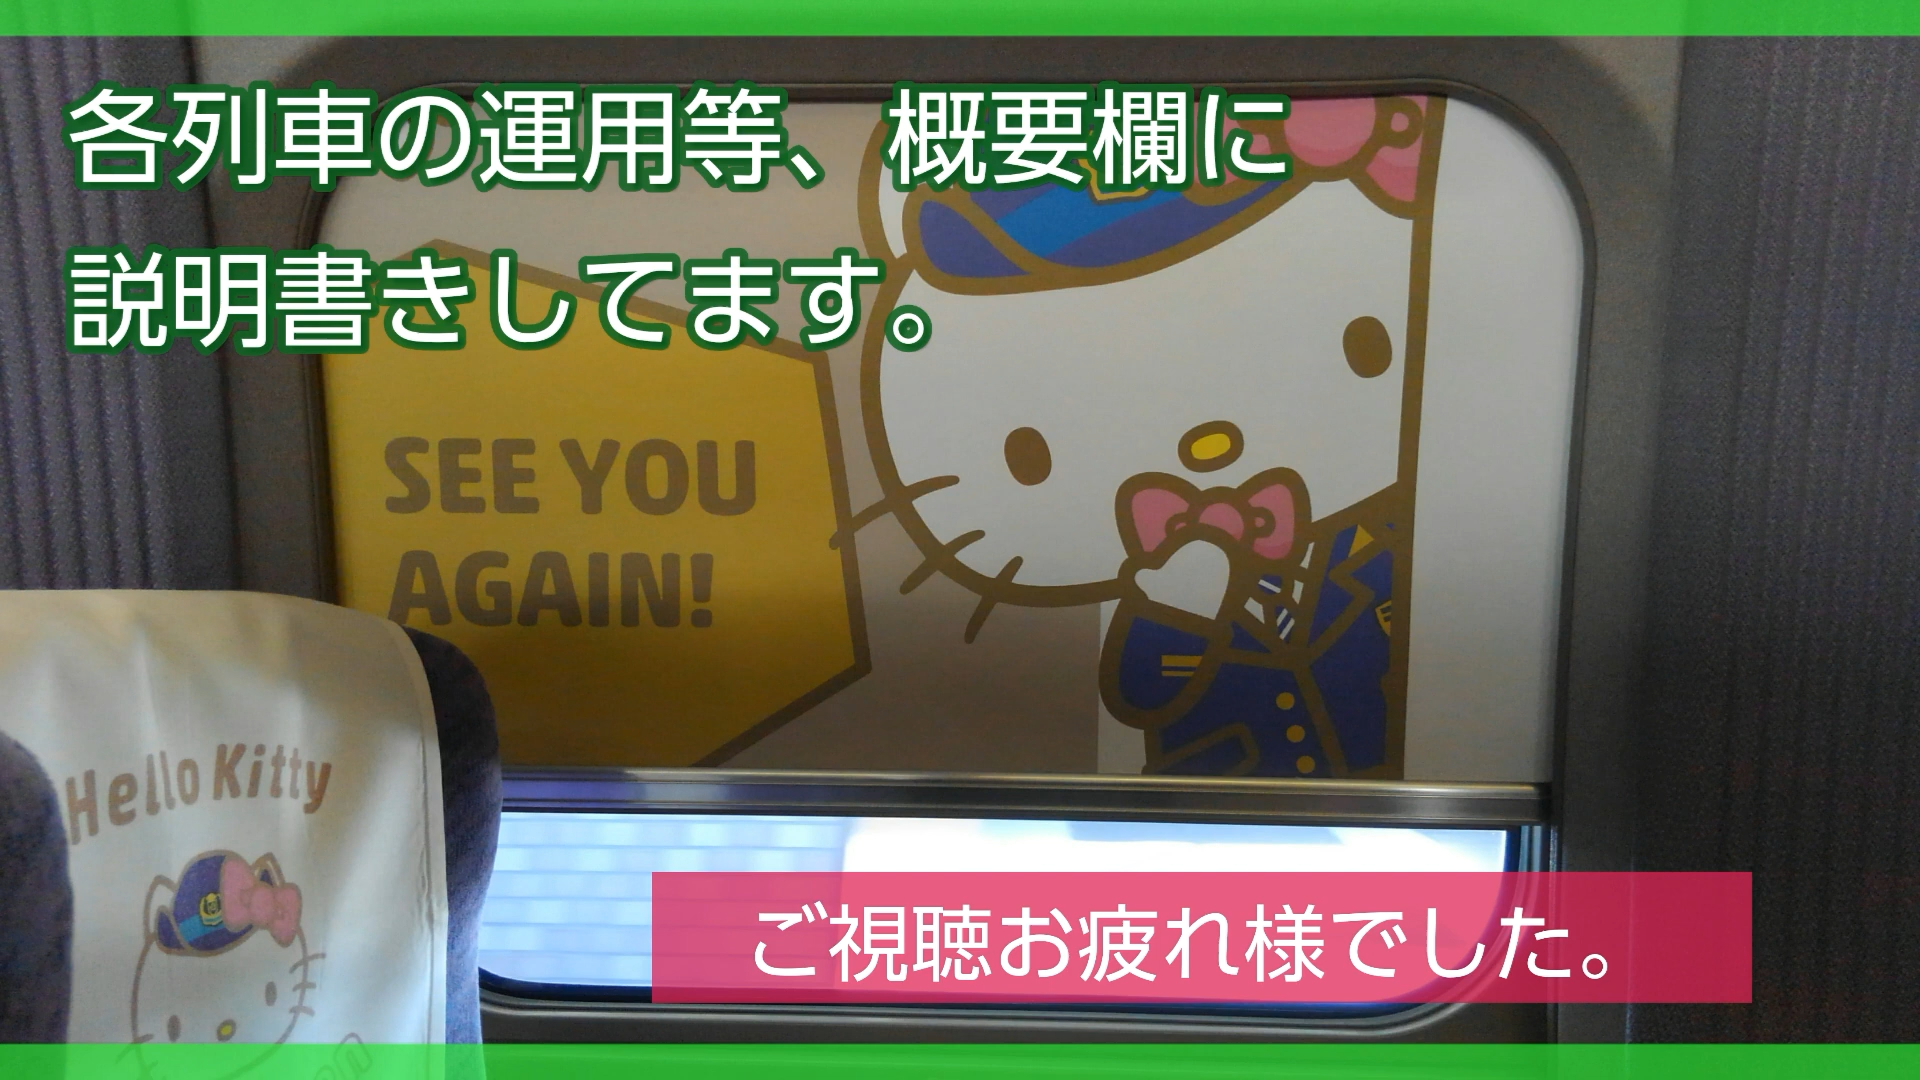 各列車の運用等、概要欄に
説明書きしてます。
SEE YOU
AGAIN!
Hello Kitty
ご視聴お疲れ様でした。